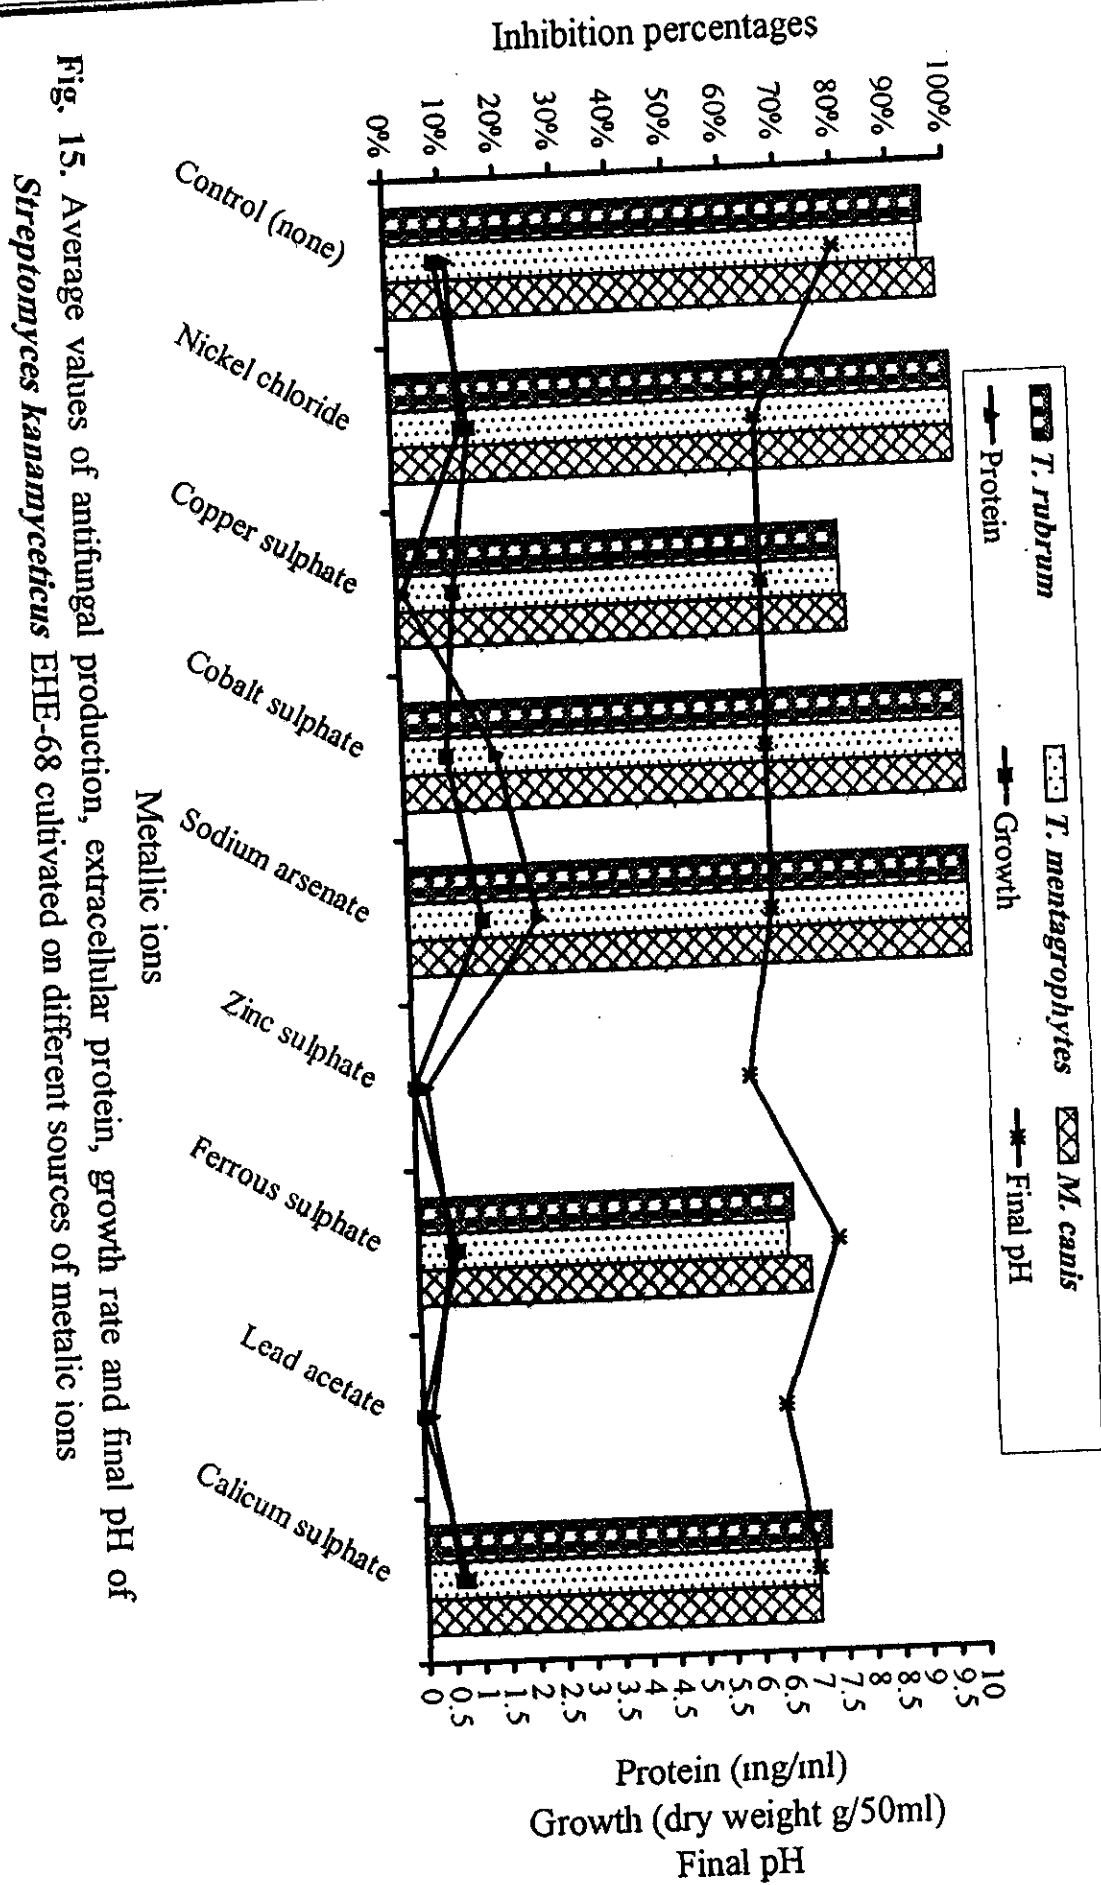 T. rubrum
T. mentagrophytes
M. canis
Protein
Growth
Final pH
Inhibition percentages
100%
90%
80%
70%
60%
50%
40%
30%
20%
10%
0%
10
9.5
9
8.5
8
7.5
7
6.5
6
5.5
5
4.5
4
3.5
3
2.5
2
1.5
1
0.5
0
Protein (mg/ml)
Growth (dry weight g/50ml)
Final pH
Control (none)
Nickel chloride
Copper sulphate
Cobalt sulphate
Sodium arsenate
Zinc sulphate
Ferrous sulphate
Lead acetate
Calicum sulphate
Metallic ions
Fig. 15. Average values of antifungal production, extracellular protein, growth rate and final pH of
Streptomyces kanamyceticus EHE-68 cultivated on different sources of metalic ions